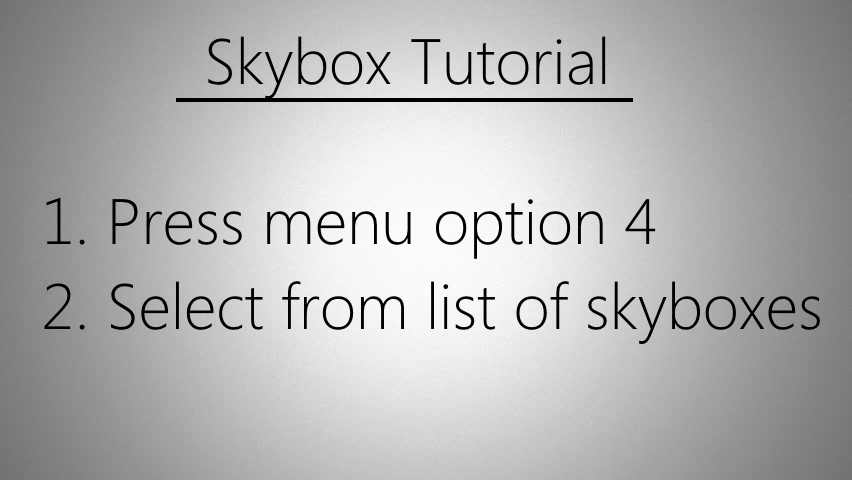 Skybox Tutorial
1. Press menu option 4
2. Select from list of skyboxes